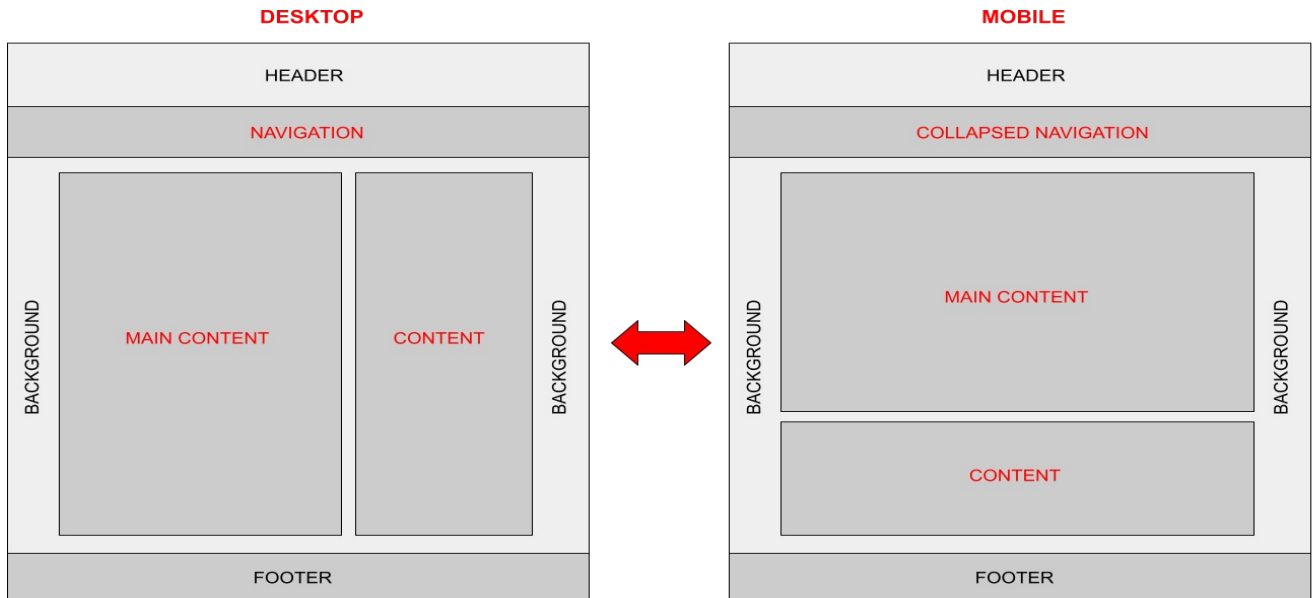 DESKTOP
HEADER
NAVIGATION
BACKGROUND
MAIN CONTENT
CONTENT
BACKGROUND
FOOTER
MOBILE
HEADER
COLLAPSED NAVIGATION
BACKGROUND
MAIN CONTENT
CONTENT
BACKGROUND
FOOTER